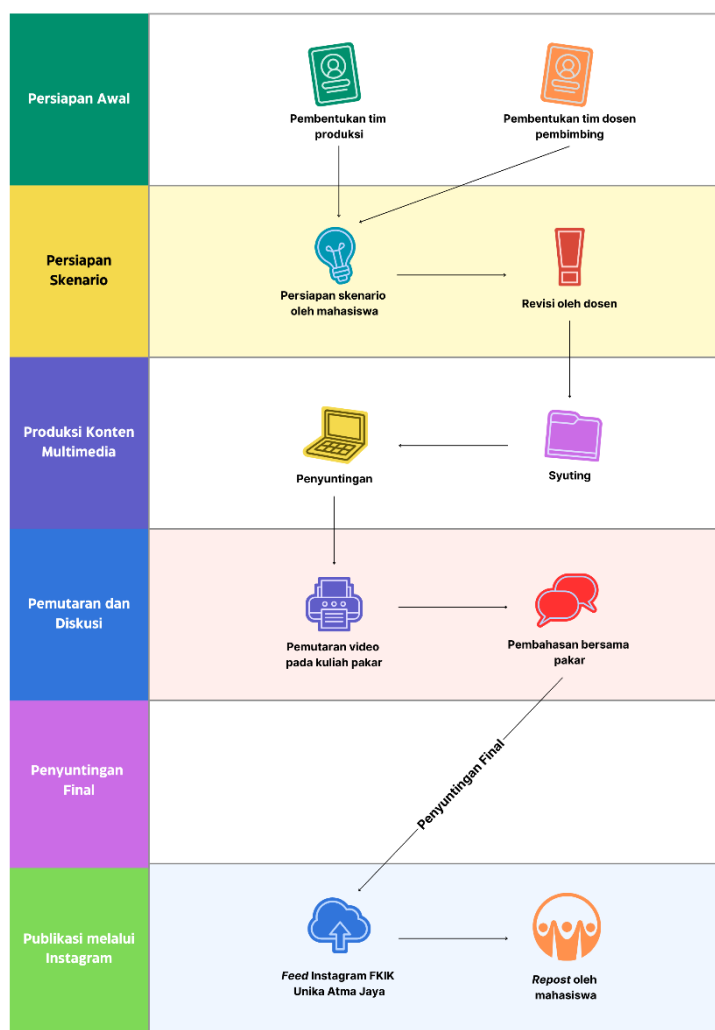 Persiapan Awal
Pembentukan tim
produksi
Pembentukan tim dosen
pembimbing
Persiapan
Skenario
Persiapan skenario
oleh mahasiswa
Revisi oleh dosen
Produksi Konten
Multimedia
Penyuntingan
Syuting
Pemutaran dan
Diskusi
Pemutaran video
pada kuliah pakar
Pembahasan bersama
pakar
Penyuntingan
Final
Penyuntingan Final
Publikasi melalui
Instagram
Feed Instagram FKIK
Unika Atma Jaya
Repost oleh
mahasiswa